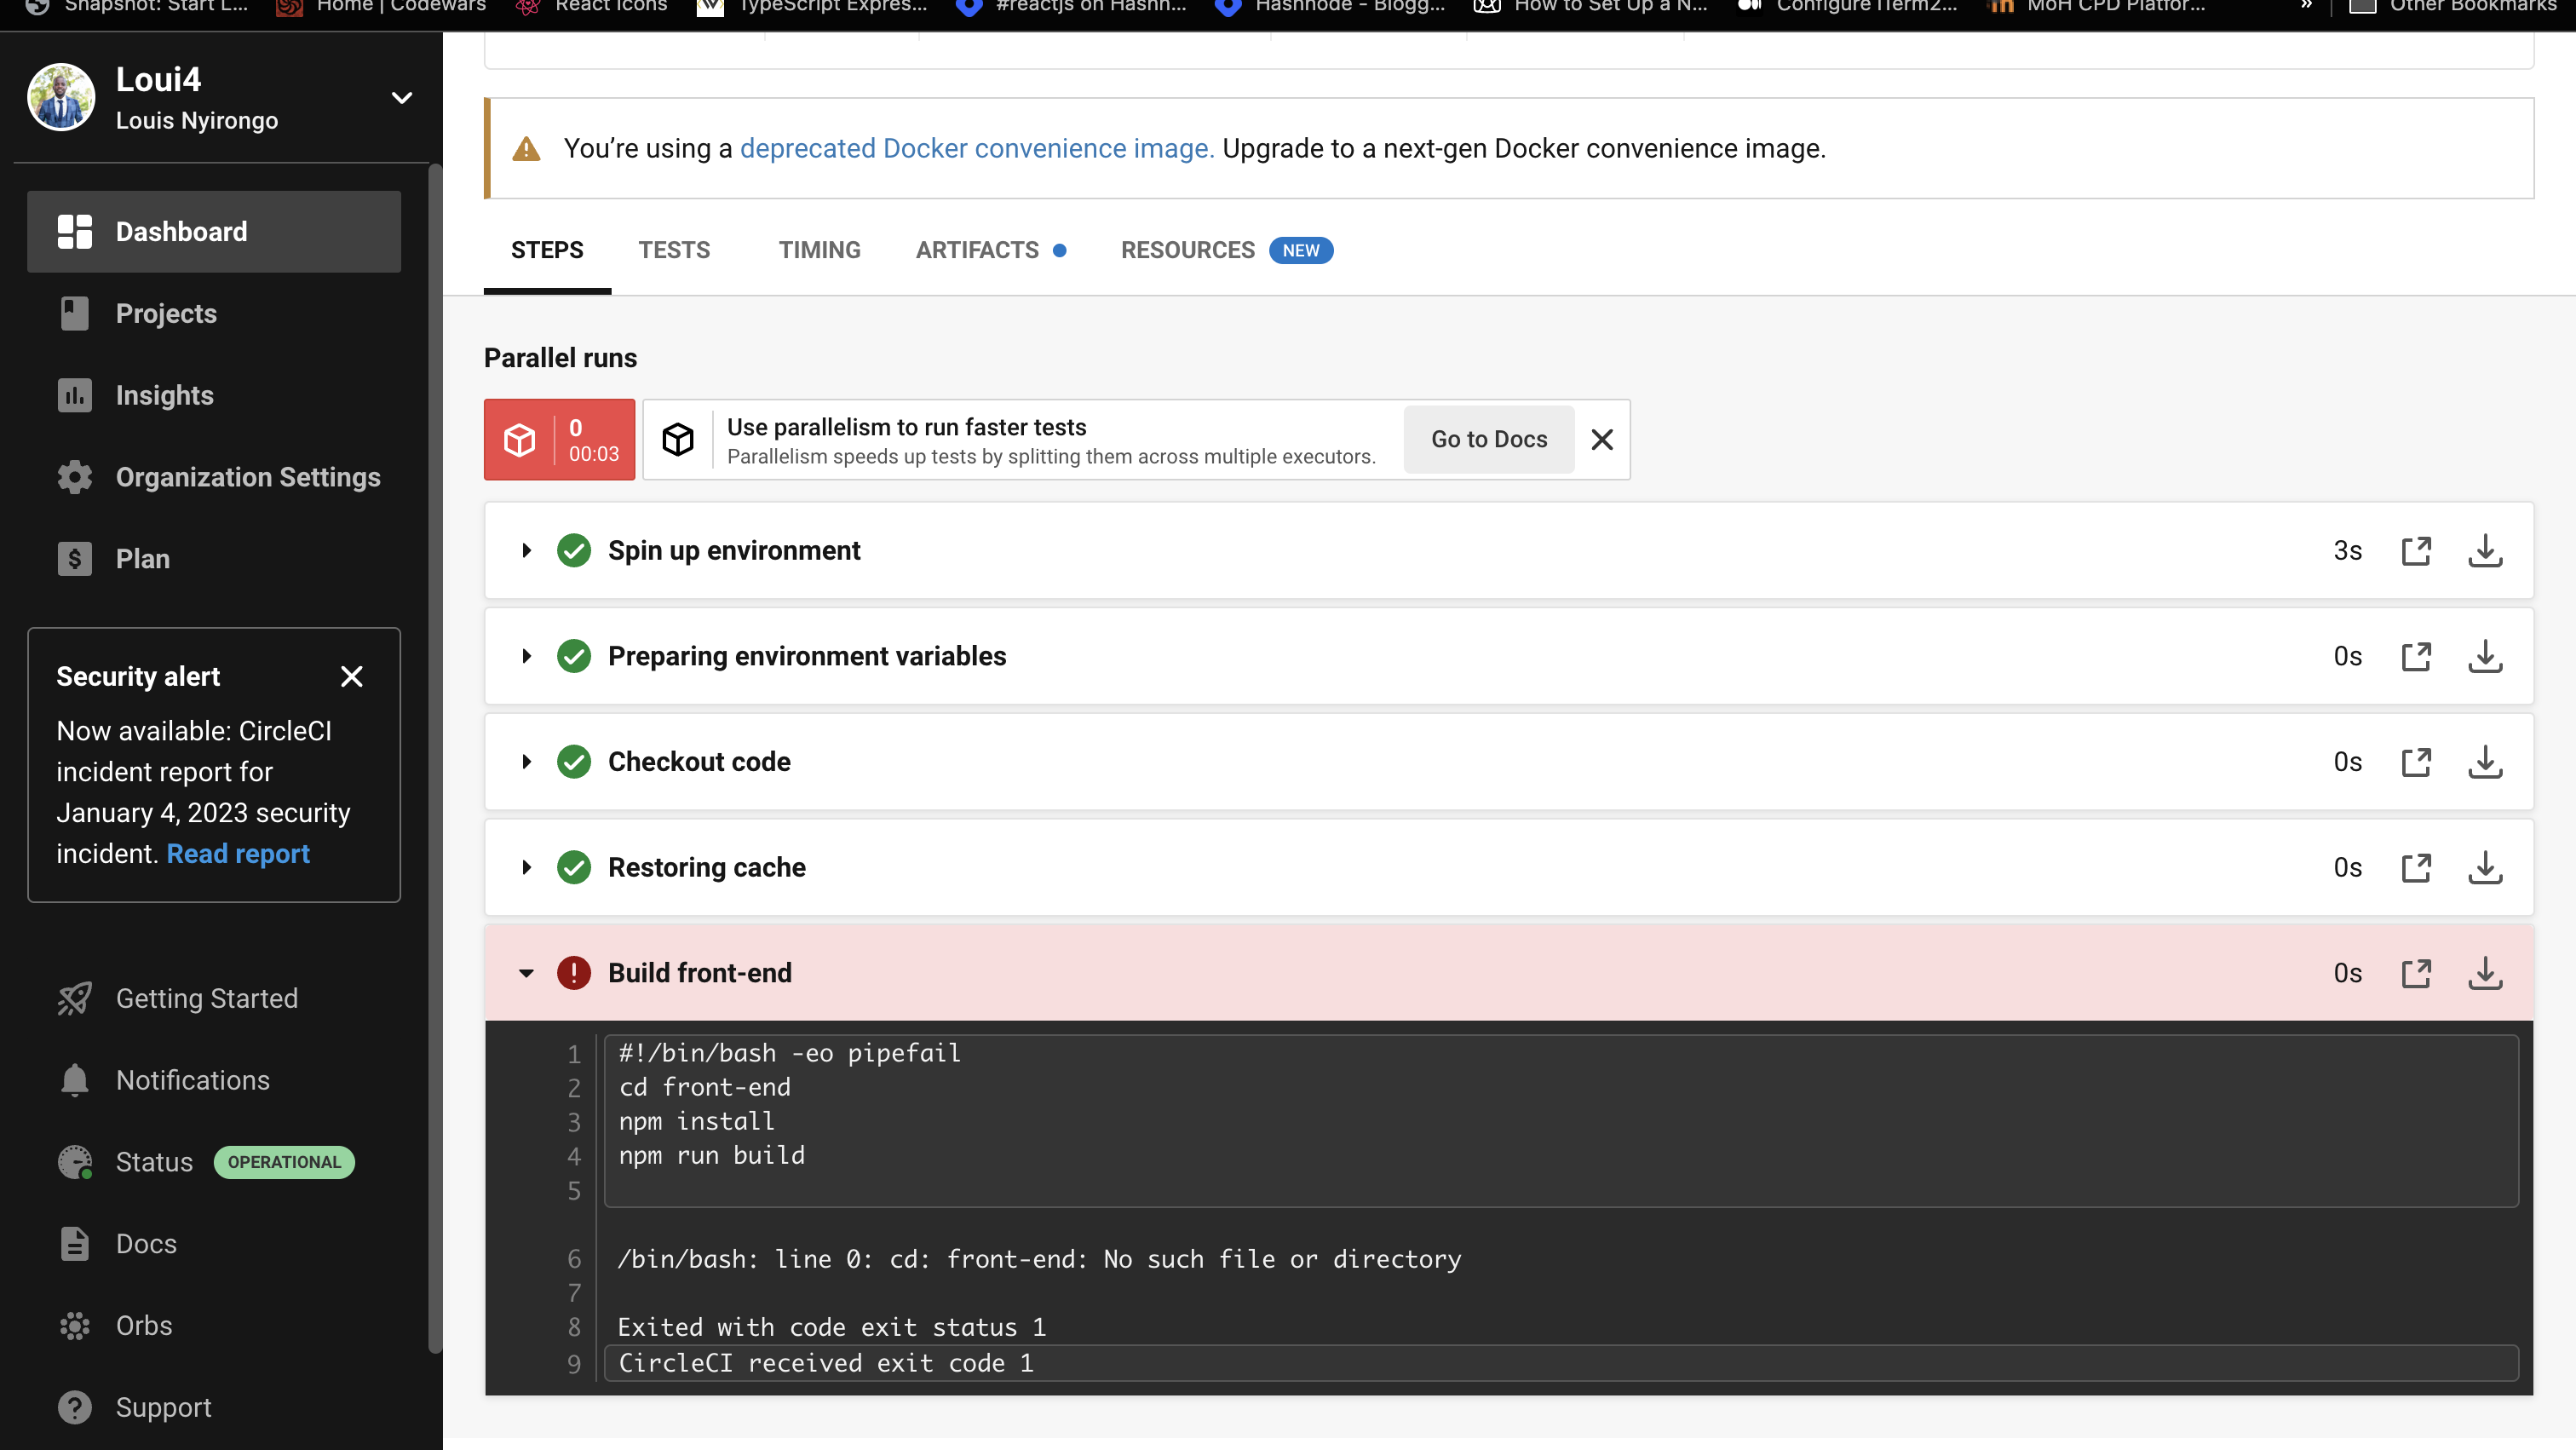 Snapshot: Start L...
Home | Codewars
React Icons
TypeScript Expres...
#reactjs on Hashn...
Hashnode - Blogg...
How to Set Up a N...
Configure iTerm2...
MoH CPD Platfor...
»
Other Bookmarks
Loui4
Louis Nyirongo
Dashboard
Projects
Insights
Organization Settings
Plan
Security alert
Now available: CircleCI
incident report for
January 4, 2023 security
incident. Read report
Getting Started
Notifications
Status OPERATIONAL
Docs
Orbs
Support
You’re using a deprecated Docker convenience image. Upgrade to a next-gen Docker convenience image.
STEPS
TESTS
TIMING
ARTIFACTS
RESOURCES NEW
Parallel runs
0
00:03
Use parallelism to run faster tests
Parallelism speeds up tests by splitting them across multiple executors.
Go to Docs
Spin up environment 3s
Preparing environment variables 0s
Checkout code 0s
Restoring cache 0s
Build front-end 0s
1 #!/bin/bash -eo pipefail
2 cd front-end
3 npm install
4 npm run build
5
6 /bin/bash: line 0: cd: front-end: No such file or directory
7
8 Exited with code exit status 1
9 CircleCI received exit code 1